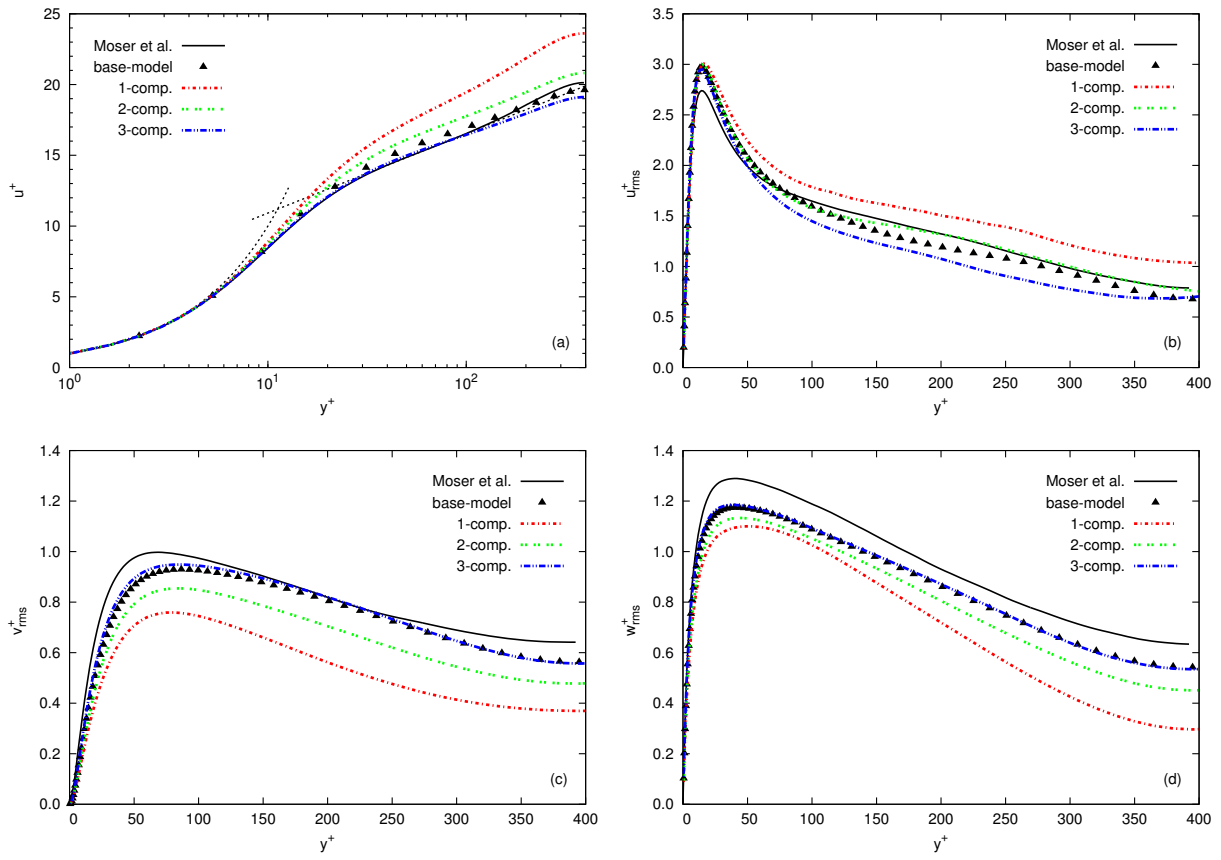 25
20
15
10
5
0
10⁰
10¹
10²
u⁺
y⁺
Moser et al.
base-model
1-comp.
2-comp.
3-comp.
(a)
3.5
3.0
2.5
2.0
1.5
1.0
0.5
0.0
0 50 100 150 200 250 300 350 400
u⁺rms
y⁺
Moser et al.
base-model
1-comp.
2-comp.
3-comp.
(b)
1.4
1.2
1.0
0.8
0.6
0.4
0.2
0.0
0 50 100 150 200 250 300 350 400
v⁺rms
y⁺
Moser et al.
base-model
1-comp.
2-comp.
3-comp.
(c)
1.4
1.2
1.0
0.8
0.6
0.4
0.2
0.0
0 50 100 150 200 250 300 350 400
w⁺rms
y⁺
Moser et al.
base-model
1-comp.
2-comp.
3-comp.
(d)